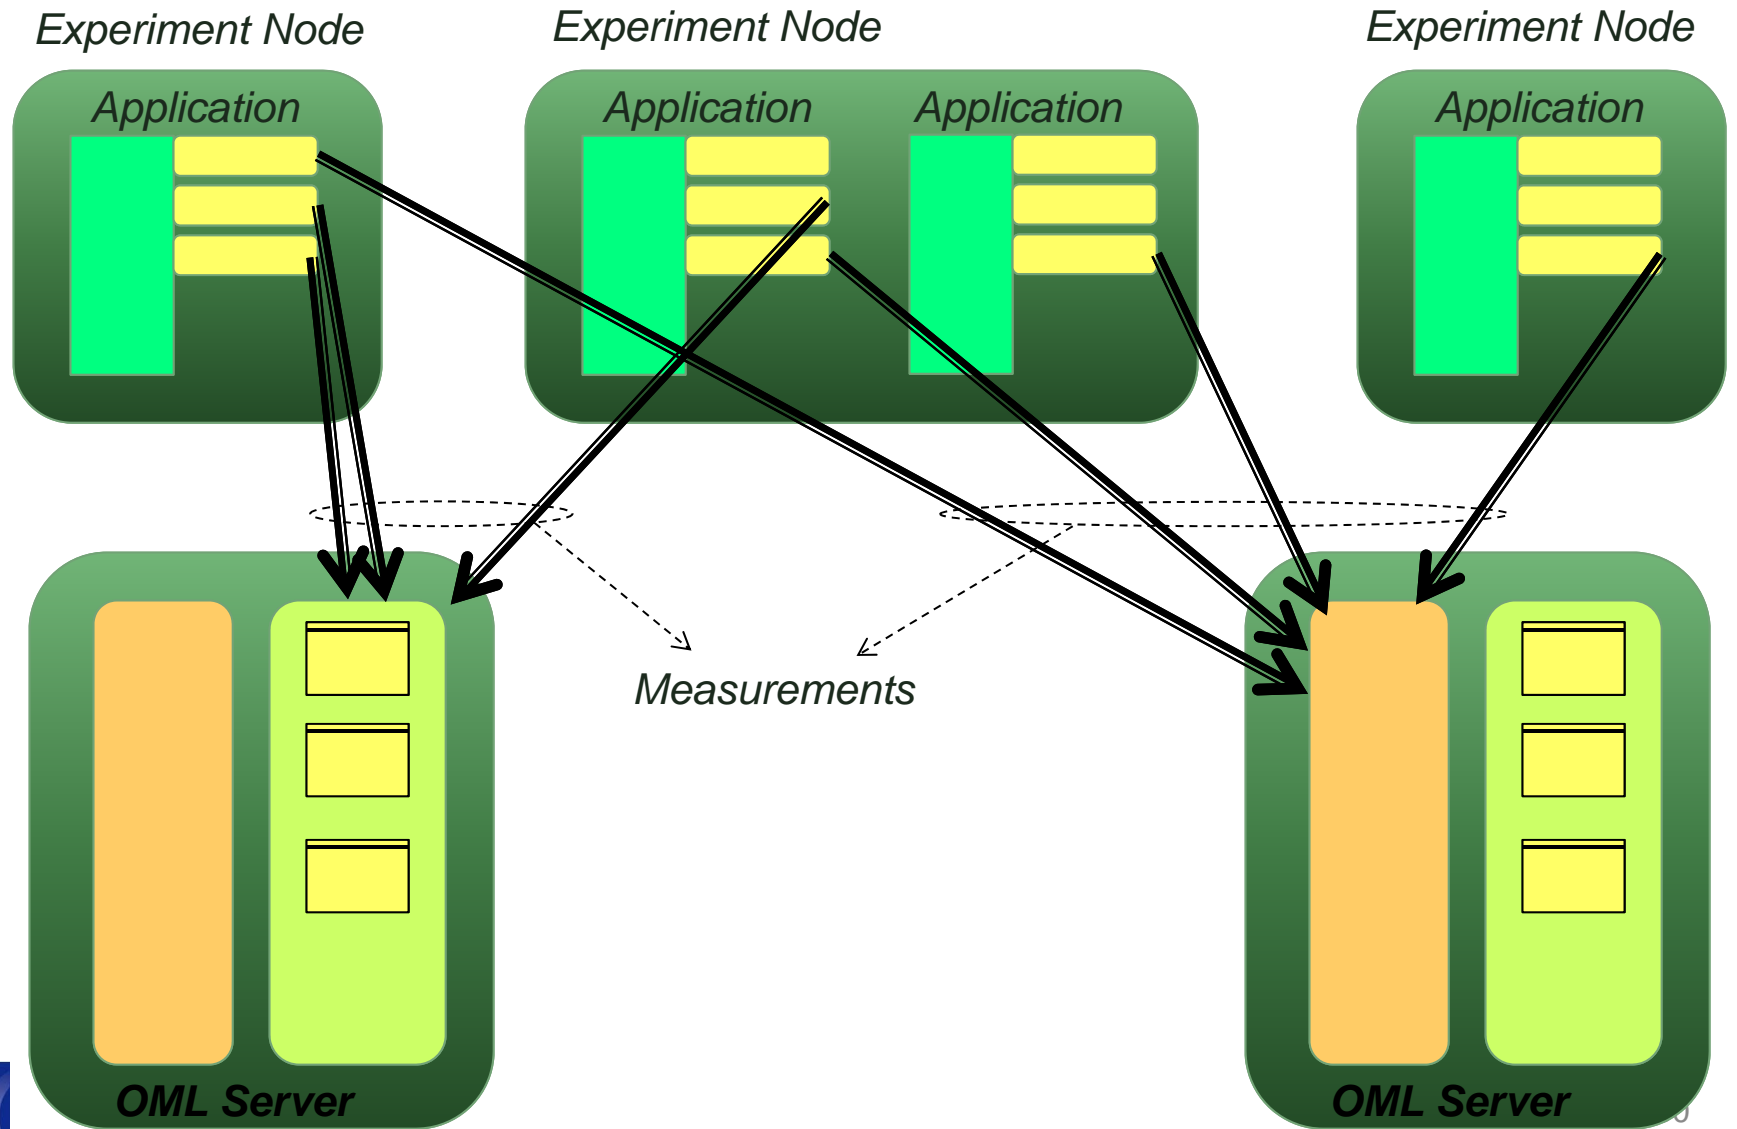 Experiment Node
Experiment Node
Experiment Node
Application
Application
Application
Application
Measurements
OML Server
OML Server